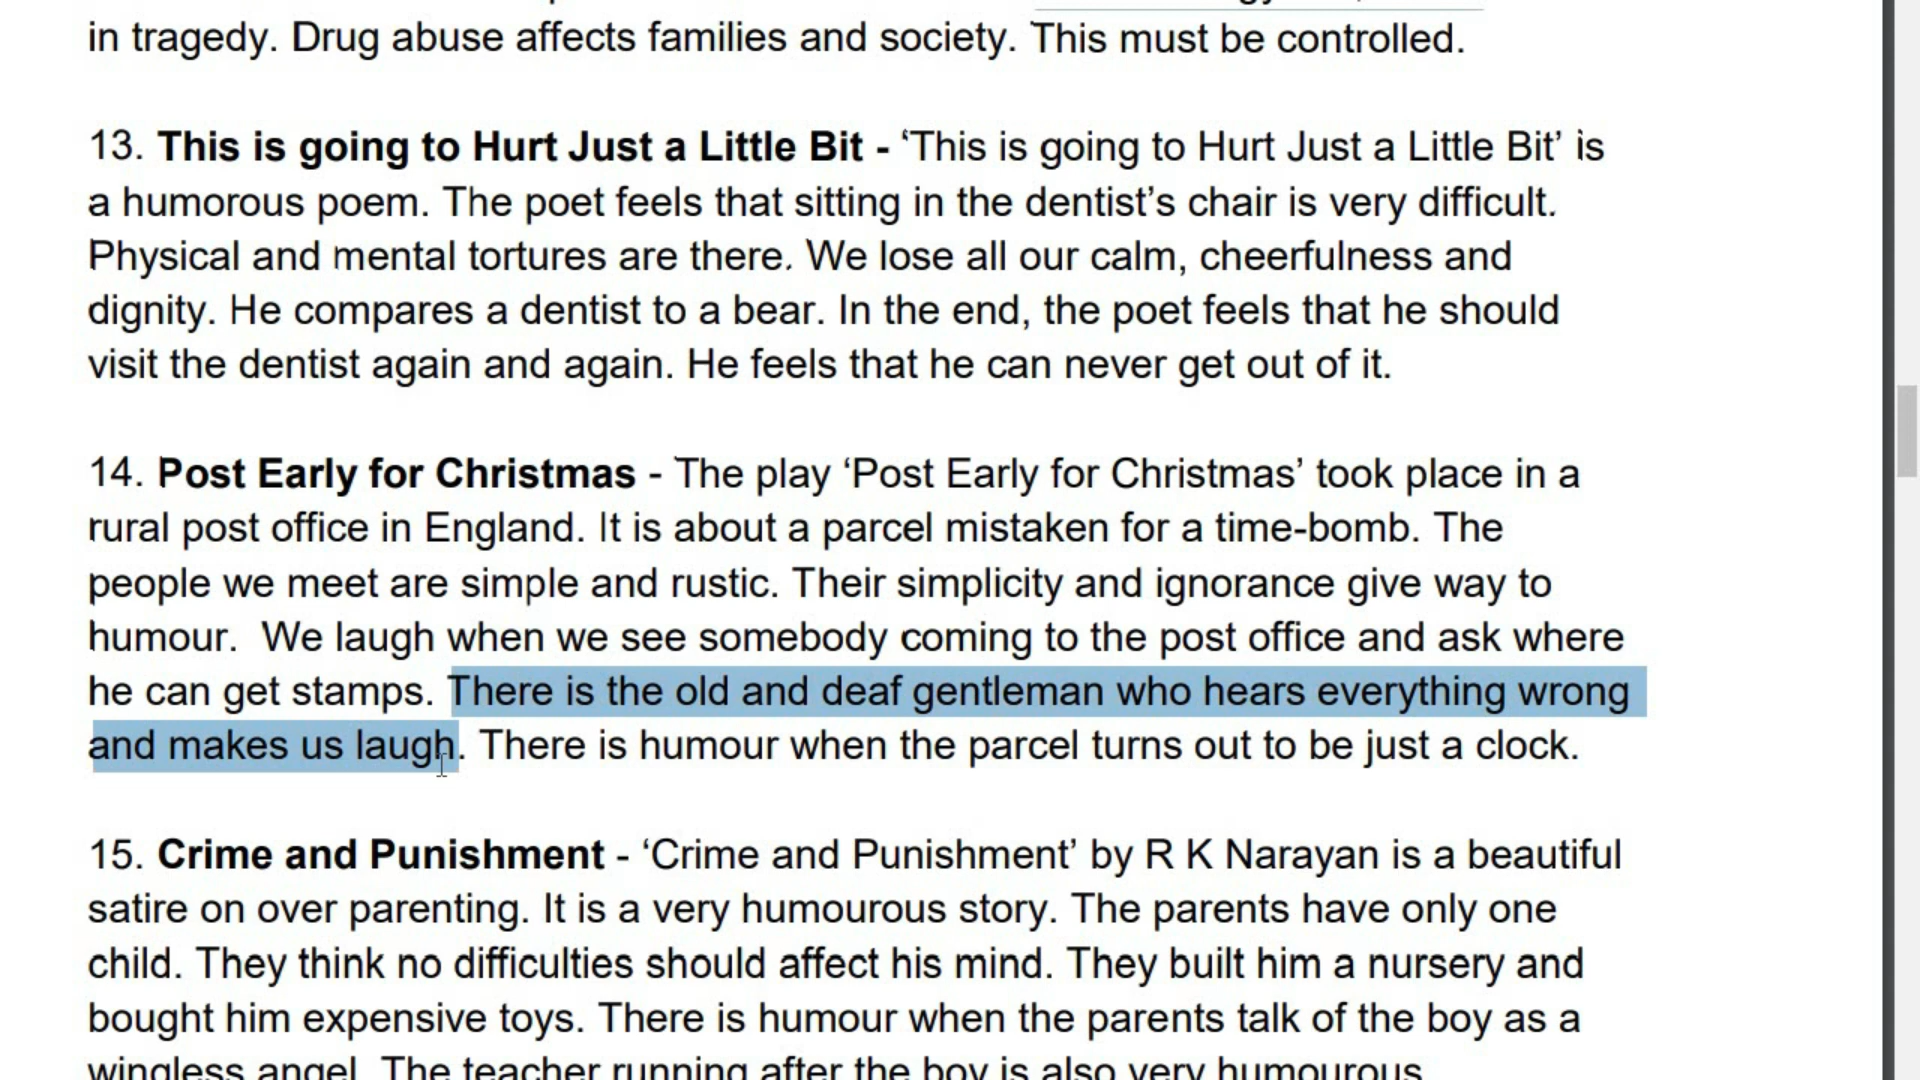 in tragedy. Drug abuse affects families and society. This must be controlled.
13. This is going to Hurt Just a Little Bit - ‘This is going to Hurt Just a Little Bit’ is
a humorous poem. The poet feels that sitting in the dentist’s chair is very difficult.
Physical and mental tortures are there. We lose all our calm, cheerfulness and
dignity. He compares a dentist to a bear. In the end, the poet feels that he should
visit the dentist again and again. He feels that he can never get out of it.
14. Post Early for Christmas - The play ‘Post Early for Christmas’ took place in a
rural post office in England. It is about a parcel mistaken for a time-bomb. The
people we meet are simple and rustic. Their simplicity and ignorance give way to
humour.  We laugh when we see somebody coming to the post office and ask where
he can get stamps. There is the old and deaf gentleman who hears everything wrong
and makes us laugh. There is humour when the parcel turns out to be just a clock.
15. Crime and Punishment - ‘Crime and Punishment’ by R K Narayan is a beautiful
satire on over parenting. It is a very humourous story. The parents have only one
child. They think no difficulties should affect his mind. They built him a nursery and
bought him expensive toys. There is humour when the parents talk of the boy as a
wingless angel. The teacher running after the boy is also very humourous.